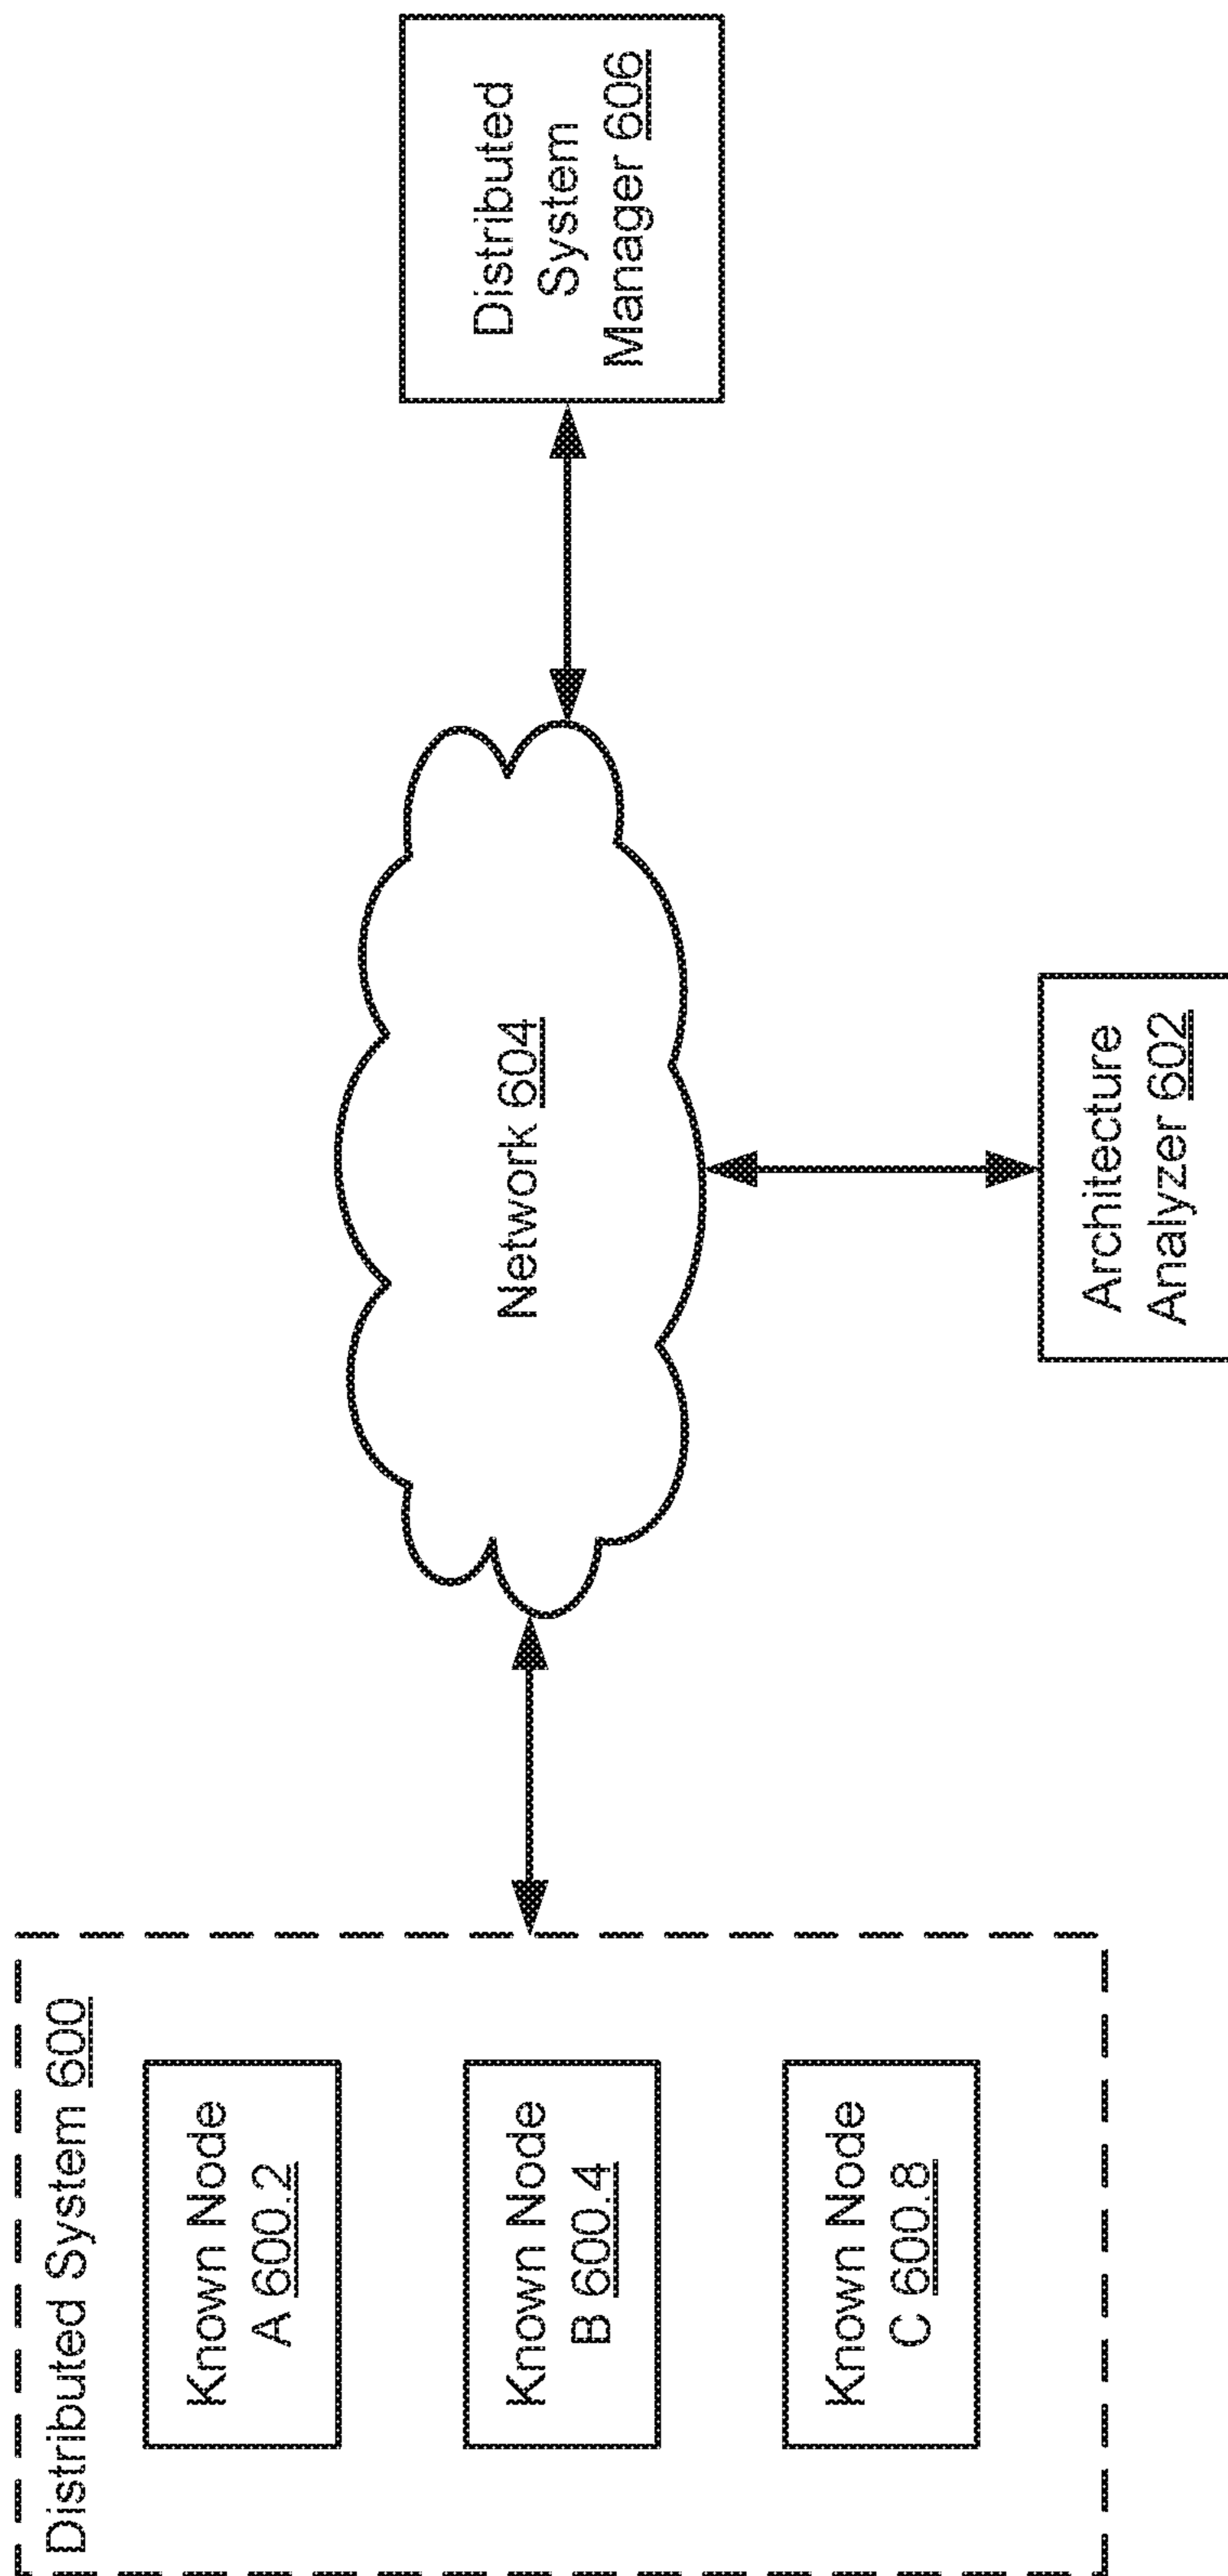 Distributed System 600
Known Node
A 600.2
Known Node
B 600.4
Known Node
C 600.8
Network 604
Architecture
Analyzer 602
Distributed
System
Manager 606